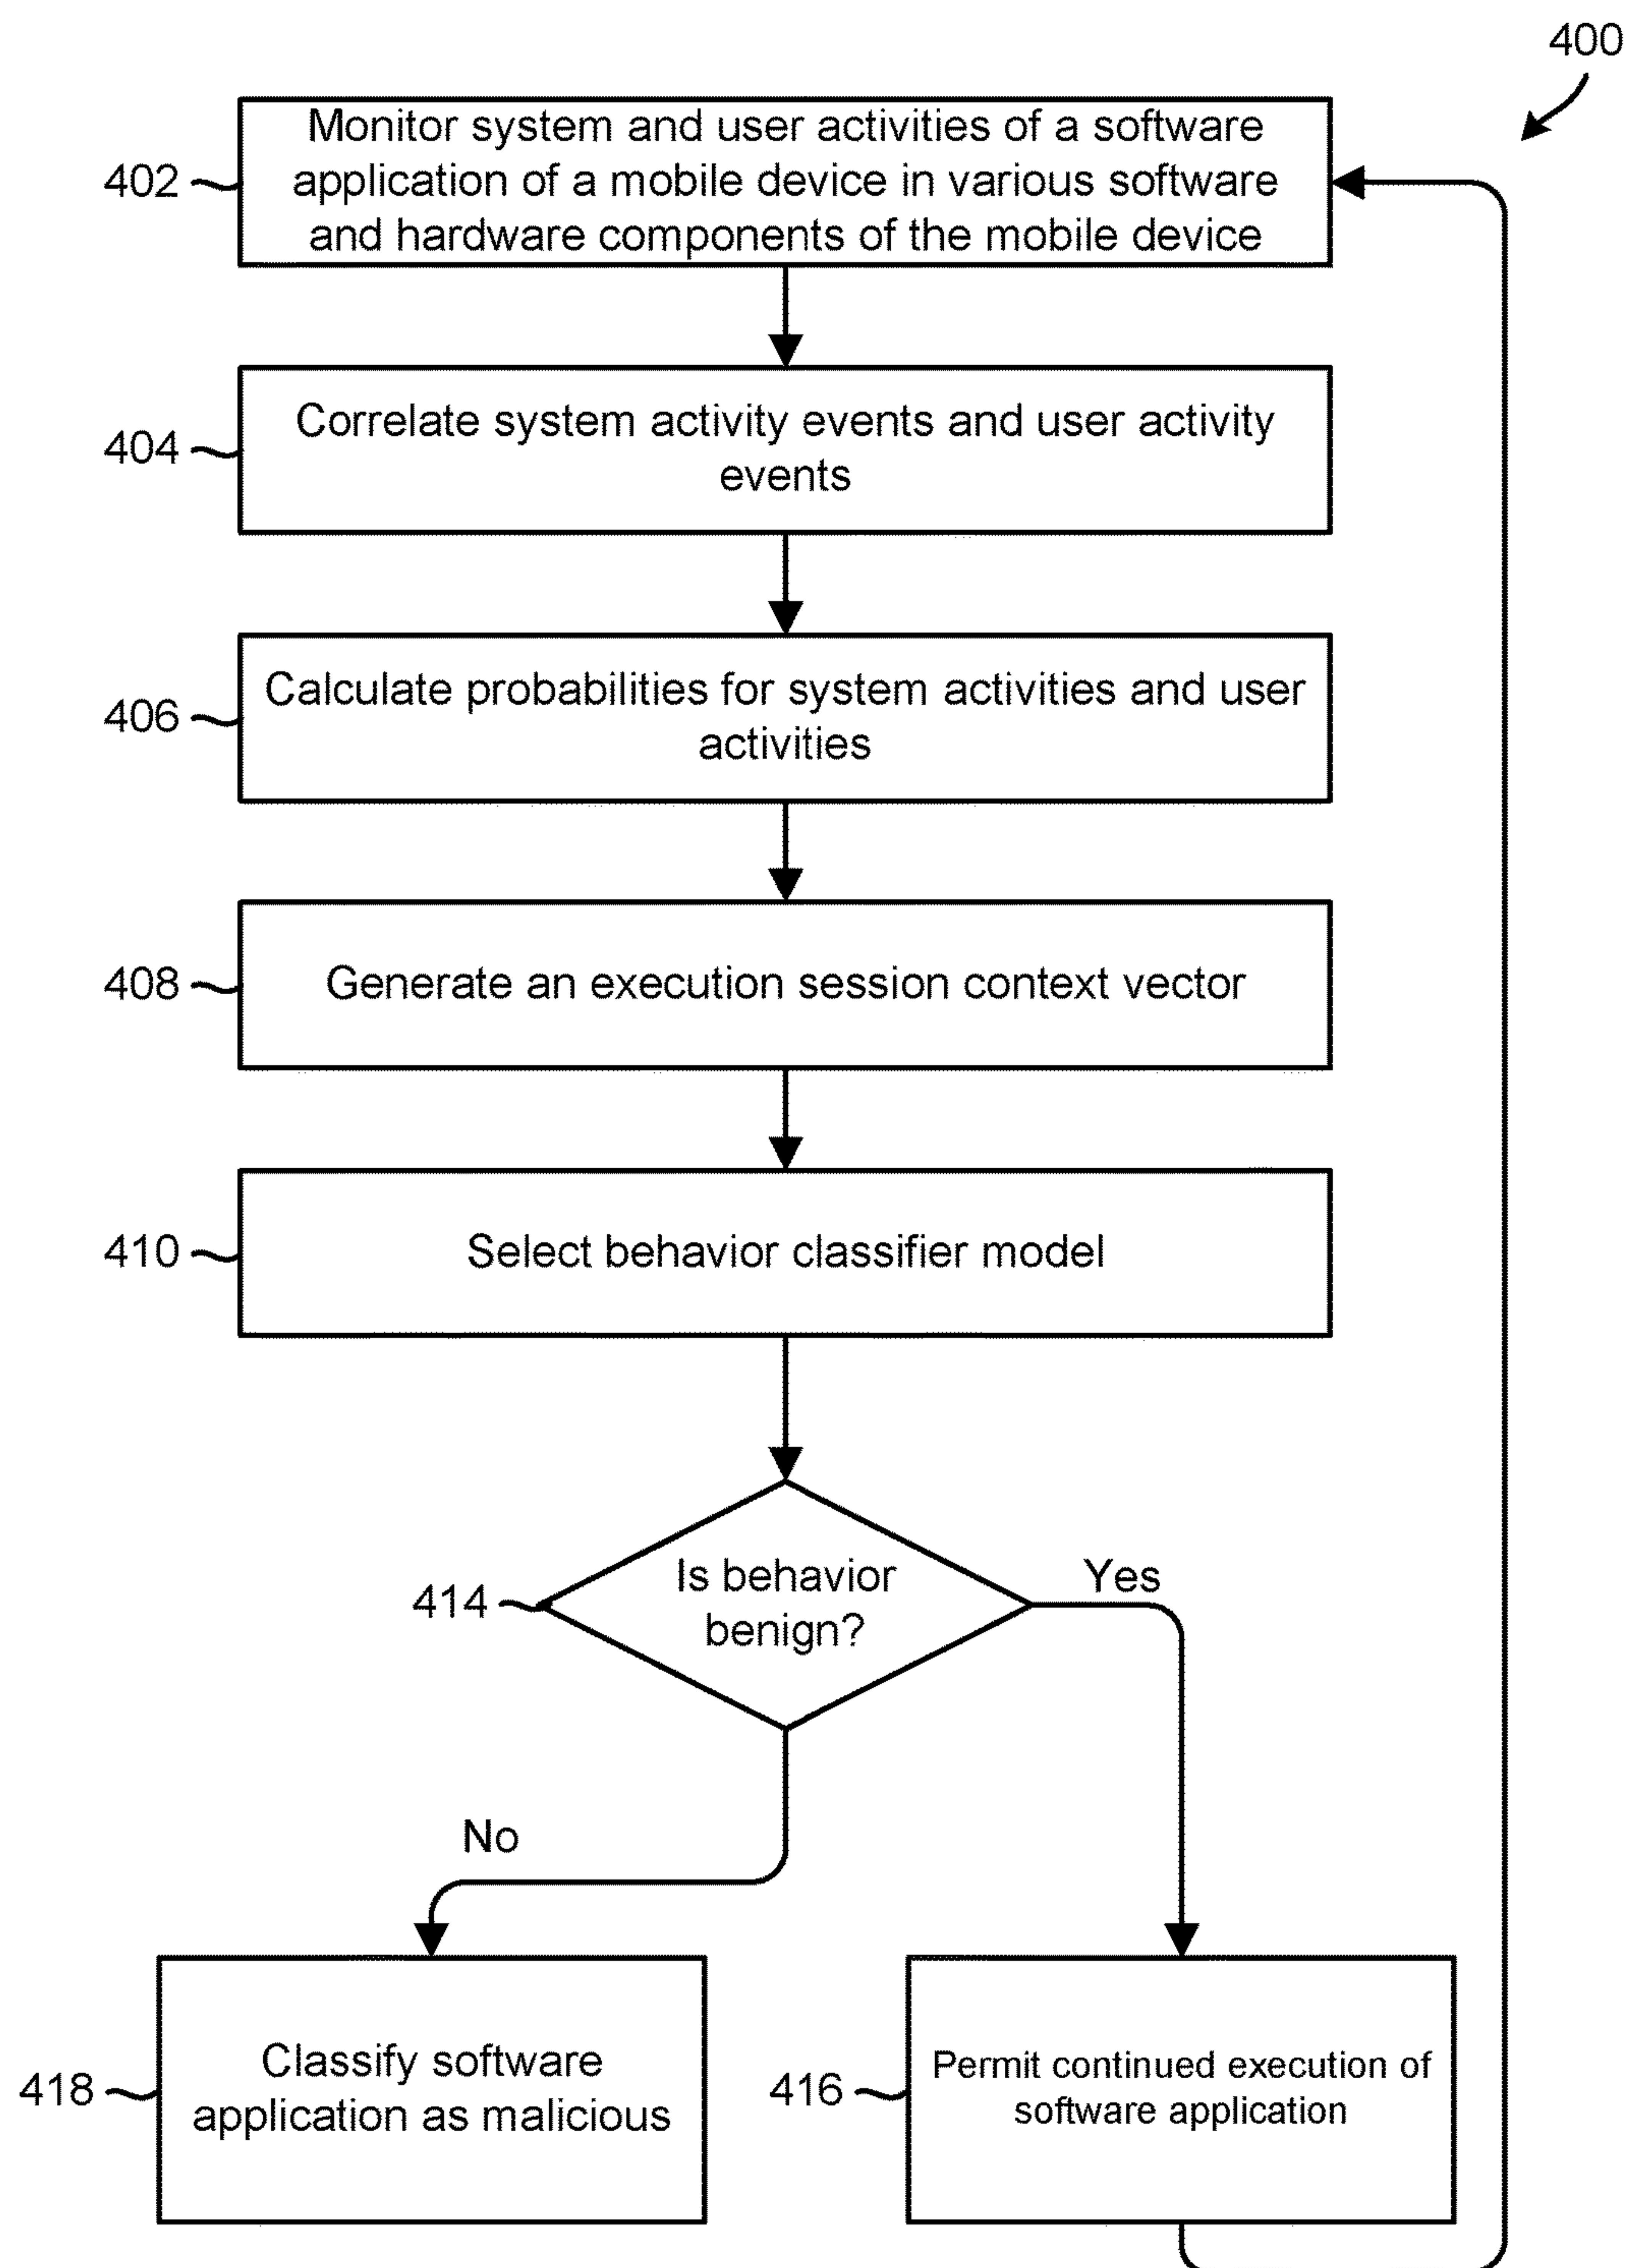 400
402
Monitor system and user activities of a software
application of a mobile device in various software
and hardware components of the mobile device
404
Correlate system activity events and user activity
events
406
Calculate probabilities for system activities and user
activities
408
Generate an execution session context vector
410
Select behavior classifier model
414
Is behavior
benign?
Yes
No
418
Classify software
application as malicious
416
Permit continued execution of
software application